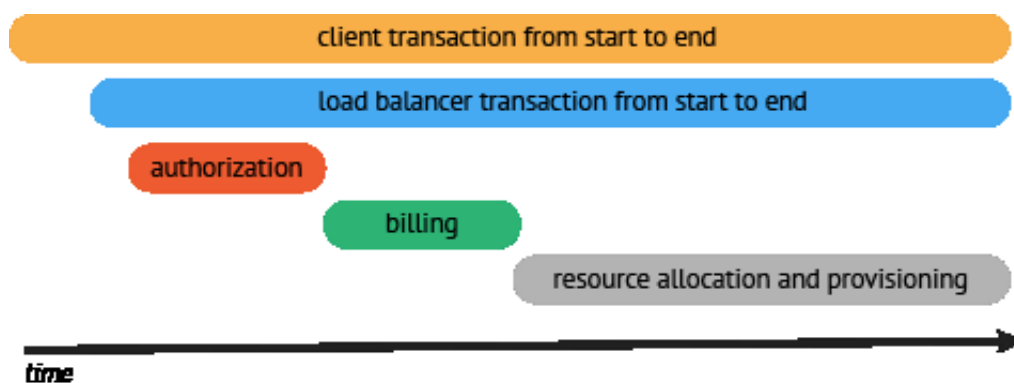 client transaction from start to end
load balancer transaction from start to end
authorization
billing
resource allocation and provisioning
time